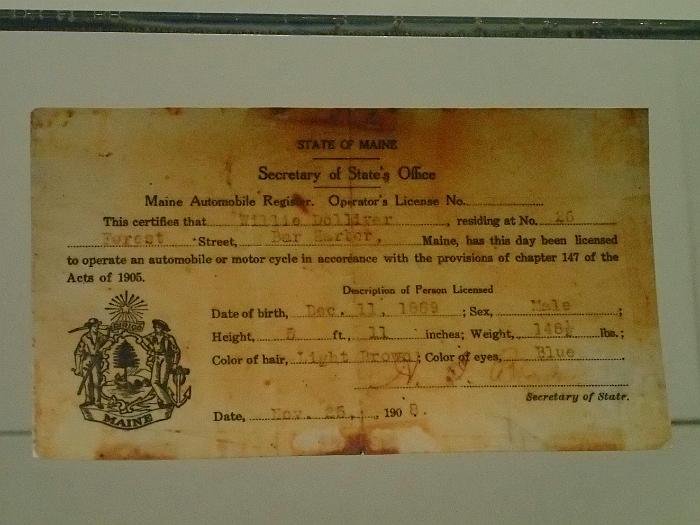 STATE OF MAINE
Secretary of State's Office
Maine Automobile Register. Operator's License No.
This certifies that Willie Dolliver, residing at No. 26
Forest Street, Bar Harbor, Maine, has this day been licensed
to operate an automobile or motor cycle in accordance with the provisions of chapter 147 of the
Acts of 1905.
Description of Person Licensed
Date of birth, Dec. 11, 1889; Sex, Male;
Height, 5 ft., 11 inches; Weight, 148½ lbs.;
Color of hair, Light Brown; Color of eyes, Blue
Secretary of State.
Date, Nov. 25, 1908.
DIRIGO
MAINE